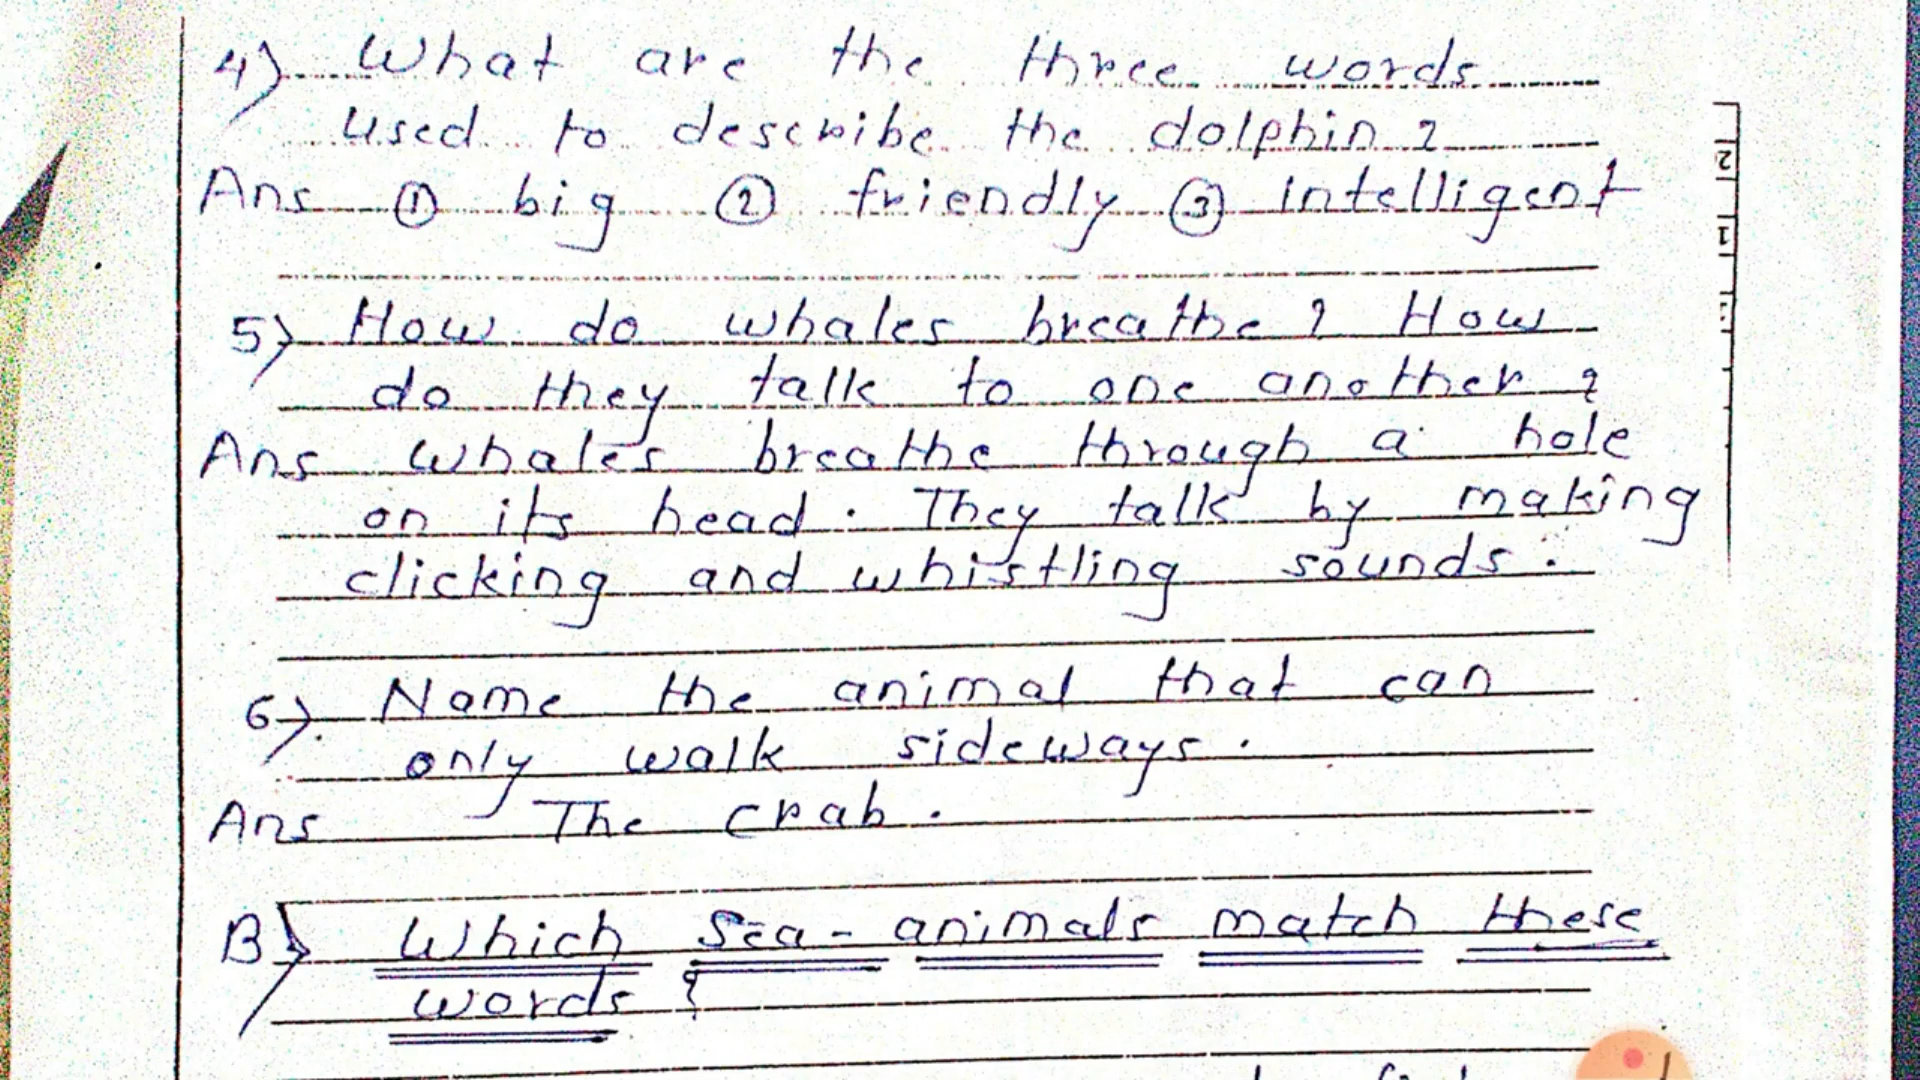 4) What are the three words
used to describe the dolphin ?
Ans ① big ② friendly ③ intelligent
5) How do whales breathe ? How
do they talk to one another ?
Ans Whales breathe through a hole
on its head. They talk by making
clicking and whistling sounds.
6) Name the animal that can
only walk sideways.
Ans The crab.
B) Which Sea-animals match these
words ?